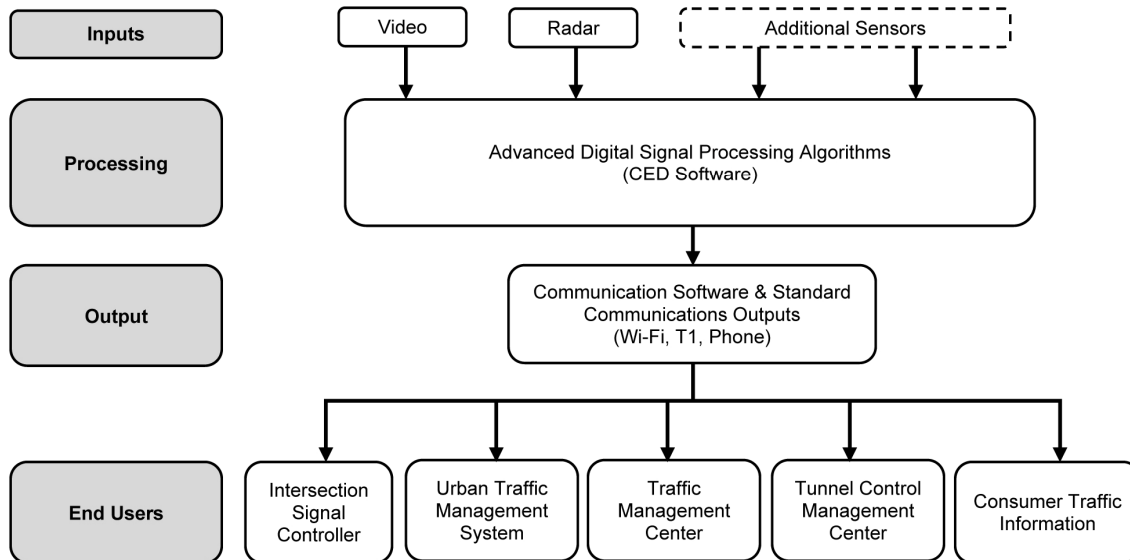 Inputs
Video
Radar
Additional Sensors
Processing
Advanced Digital Signal Processing Algorithms
(CED Software)
Output
Communication Software & Standard
Communications Outputs
(Wi-Fi, T1, Phone)
End Users
Intersection
Signal
Controller
Urban Traffic
Management
System
Traffic
Management
Center
Tunnel Control
Management
Center
Consumer Traffic
Information